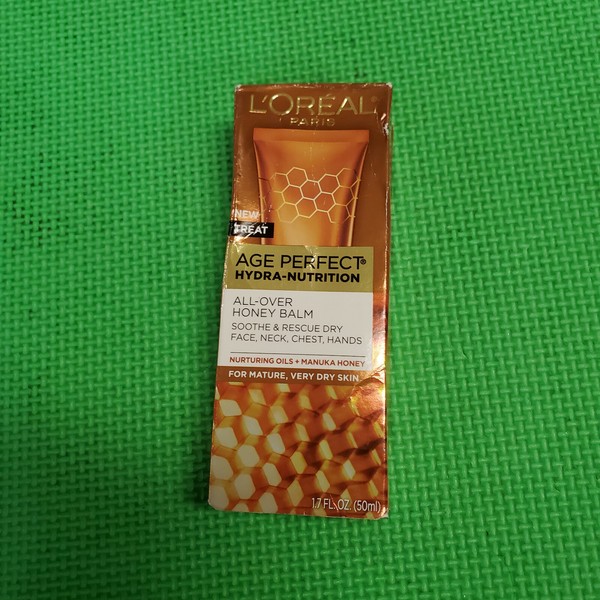 L'ORÉAL
PARIS
NEW
TREAT
AGE PERFECT®
HYDRA-NUTRITION
ALL-OVER
HONEY BALM
SOOTHE & RESCUE DRY
FACE, NECK, CHEST, HANDS
NURTURING OILS + MANUKA HONEY
FOR MATURE, VERY DRY SKIN
1.7 FL. OZ. (50ml)